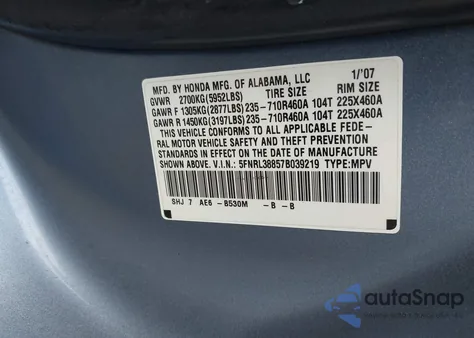 MFD. BY HONDA MFG. OF ALABAMA, LLC 1/'07
GVWR 2700KG(5952LBS) TIRE SIZE RIM SIZE
GAWR F 1305KG(2877LBS) 235-710R460A 104T 225X460A
GAWR R 1450KG(3197LBS) 235-710R460A 104T 225X460A
THIS VEHICLE CONFORMS TO ALL APPLICABLE FEDE-
RAL MOTOR VEHICLE SAFETY AND THEFT PREVENTION
STANDARDS IN EFFECT ON THE DATE OF MANUFACTURE
SHOWN ABOVE. V.I.N.: 5FNRL38857B039219 TYPE:MPV
SHJ 7 AE6 -B530M -B -B
autoSnap